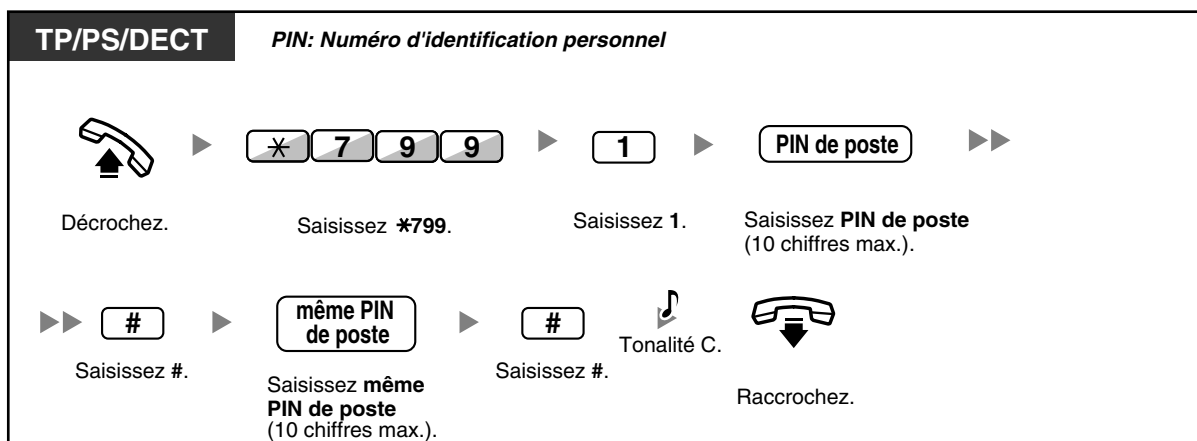 TP/PS/DECT
PIN: Numéro d'identification personnel
* 7 9 9
1
PIN de poste
Décrochez.
Saisissez *799.
Saisissez 1.
Saisissez PIN de poste
(10 chiffres max.).
#
même PIN
de poste
#
Tonalité C.
Saisissez #.
Saisissez même
PIN de poste
(10 chiffres max.).
Saisissez #.
Raccrochez.